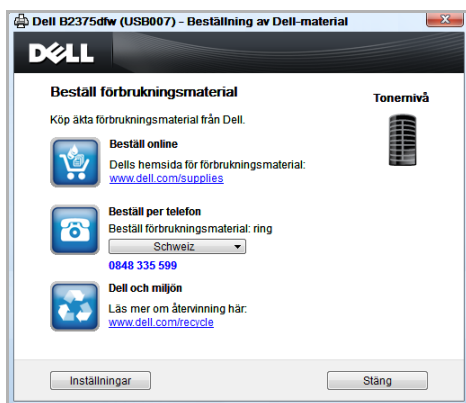 Dell B2375dfw (USB007) - Beställning av Dell-material
DELL
Beställ förbrukningsmaterial
Tonernivå
Köp äkta förbrukningsmaterial från Dell.
Beställ online
Dells hemsida för förbrukningsmaterial:
www.dell.com/supplies
Beställ per telefon
Beställ förbrukningsmaterial: ring
Schweiz
0848 335 599
Dell och miljön
Läs mer om återvinning här:
www.dell.com/recycle
Inställningar
Stäng